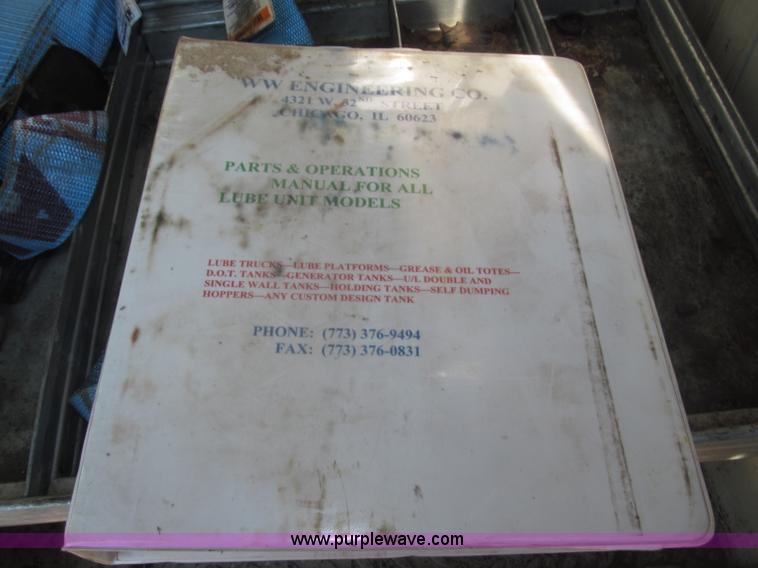 WW ENGINEERING CO.
4321 W. 32ND STREET
CHICAGO, IL 60623
PARTS & OPERATIONS
MANUAL FOR ALL
LUBE UNIT MODELS
LUBE TRUCKS—LUBE PLATFORMS—GREASE & OIL TOTES—
D.O.T. TANKS—GENERATOR TANKS—U/L DOUBLE AND
SINGLE WALL TANKS—HOLDING TANKS—SELF DUMPING
HOPPERS—ANY CUSTOM DESIGN TANK
PHONE: (773) 376-9494
FAX: (773) 376-0831
www.purplewave.com